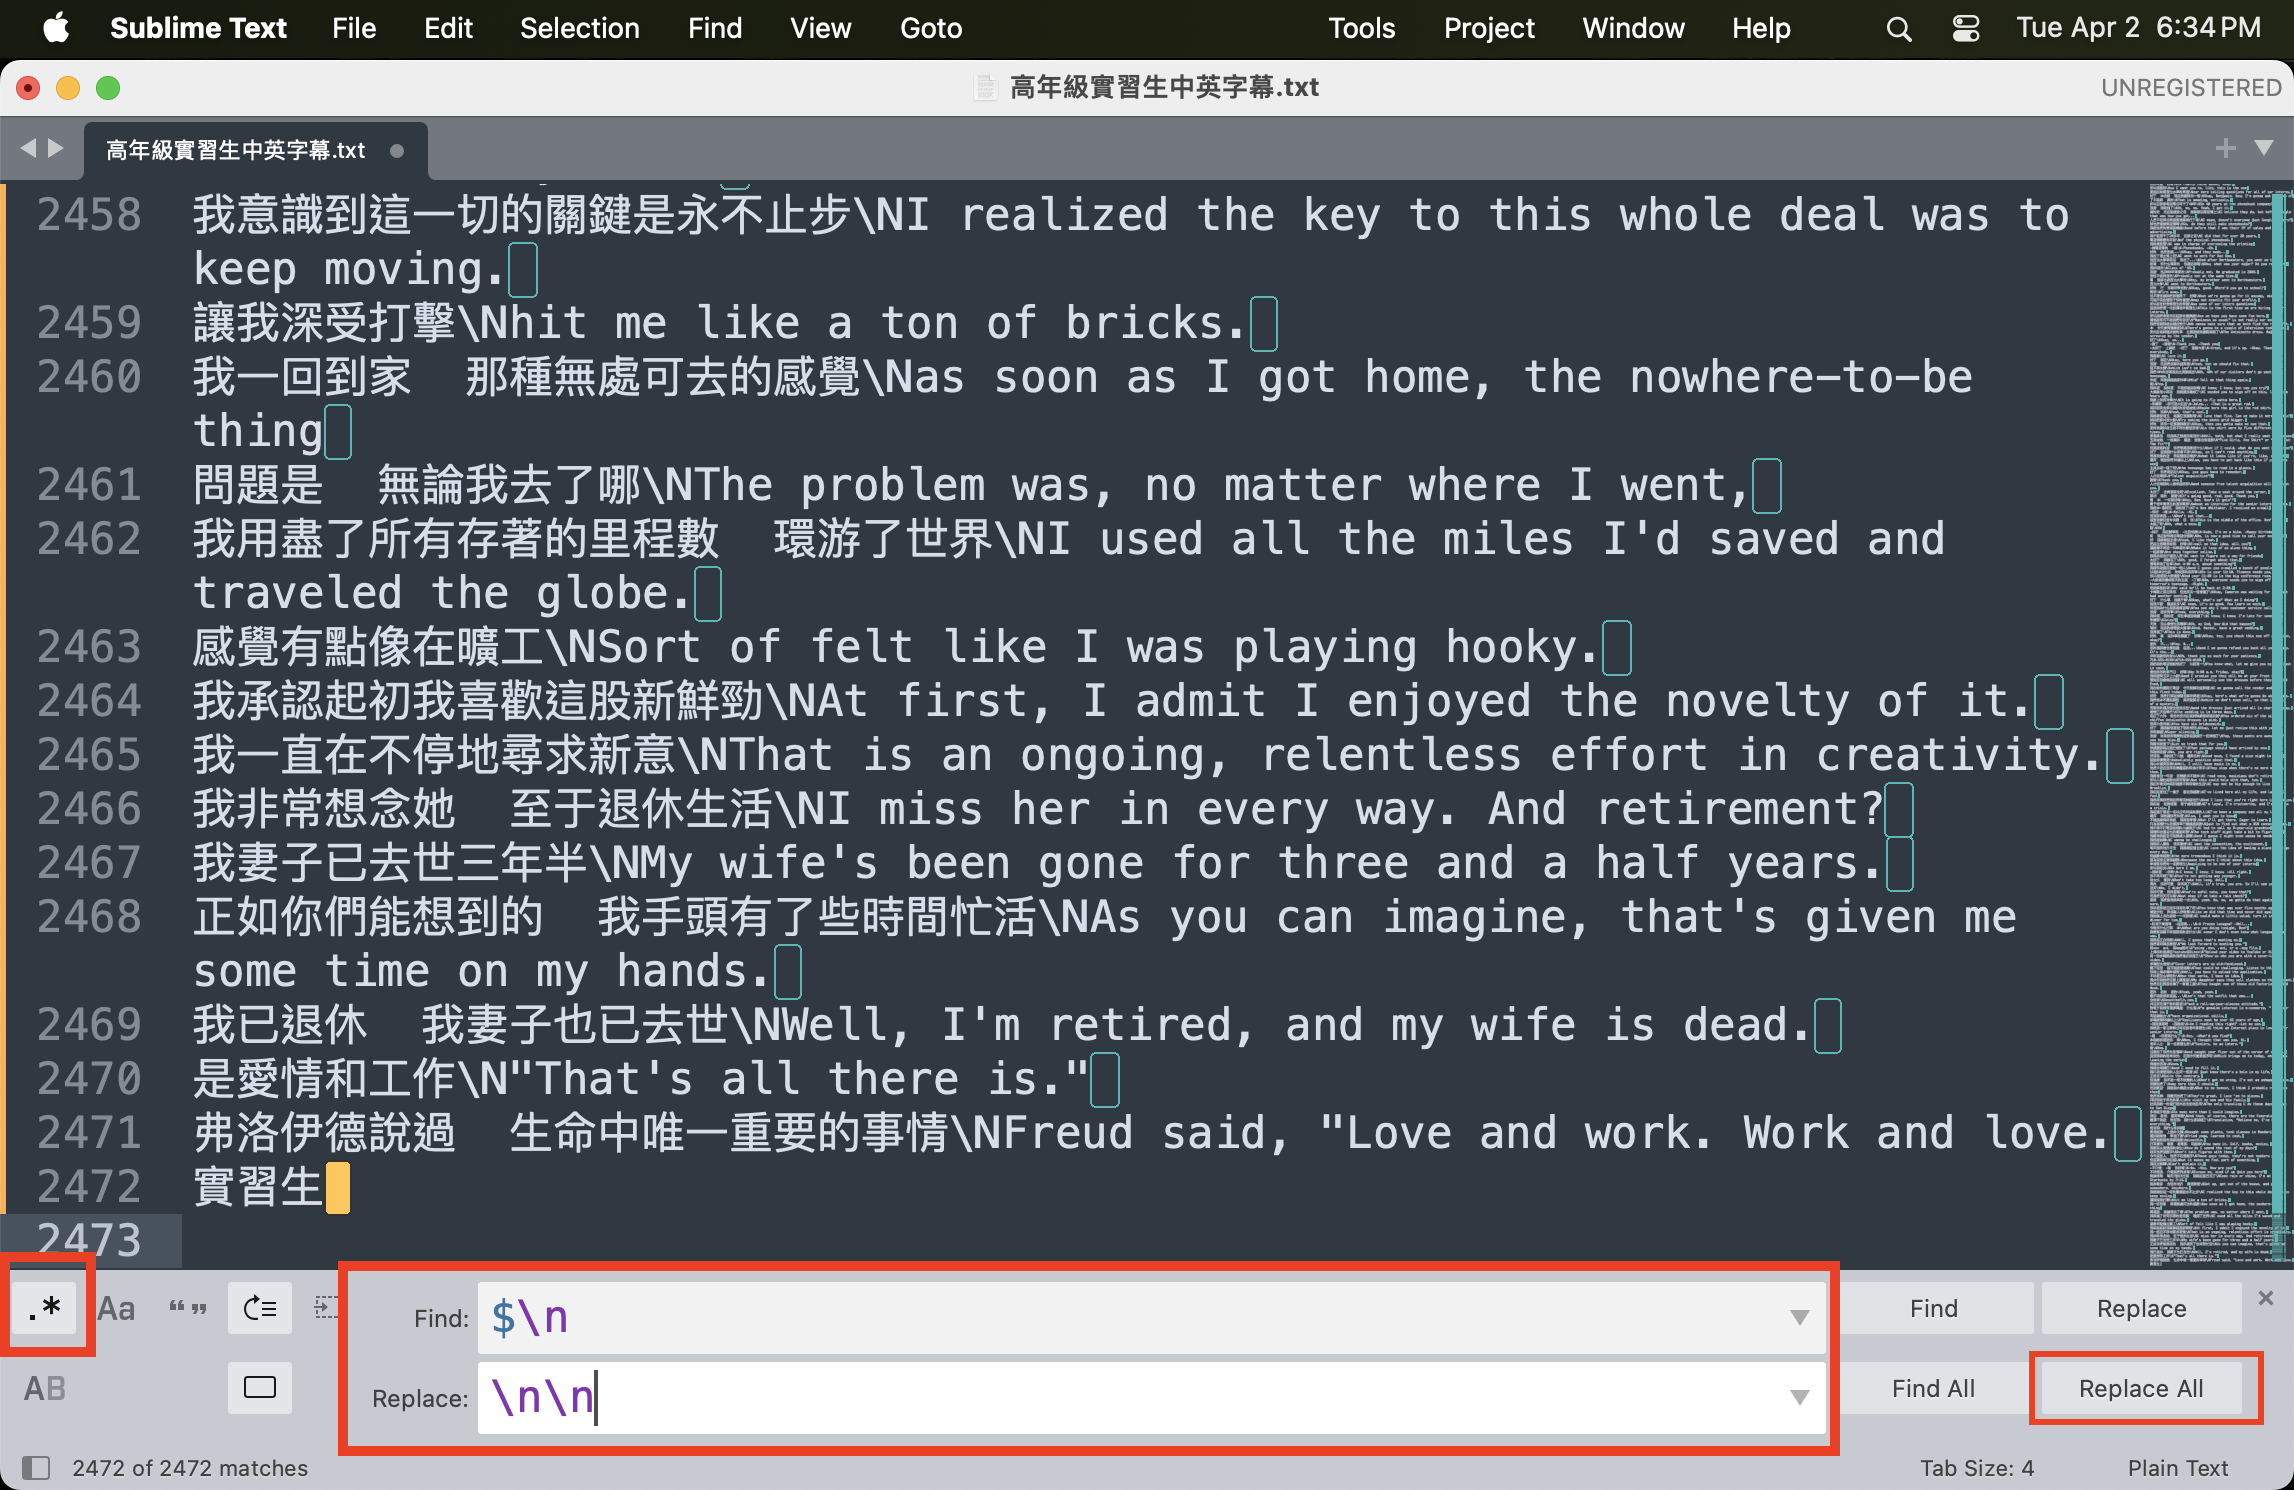 Sublime Text File Edit Selection Find View Goto Tools Project Window Help Tue Apr 2 6:34 PM
高年級實習生中英字幕.txt UNREGISTERED
高年級實習生中英字幕.txt
2458 我意識到這一切的關鍵是永不止步\NI realized the key to this whole deal was to
keep moving.
2459 讓我深受打擊\Nhit me like a ton of bricks.
2460 我一回到家 那種無處可去的感覺\Nas soon as I got home, the nowhere-to-be
thing
2461 問題是 無論我去了哪\NThe problem was, no matter where I went,
2462 我用盡了所有存著的里程數 環游了世界\NI used all the miles I'd saved and
traveled the globe.
2463 感覺有點像在曠工\NSort of felt like I was playing hooky.
2464 我承認起初我喜歡這股新鮮勁\NAt first, I admit I enjoyed the novelty of it.
2465 我一直在不停地尋求新意\NThat is an ongoing, relentless effort in creativity.
2466 我非常想念她 至于退休生活\NI miss her in every way. And retirement?
2467 我妻子已去世三年半\NMy wife's been gone for three and a half years.
2468 正如你們能想到的 我手頭有了些時間忙活\NAs you can imagine, that's given me
some time on my hands.
2469 我已退休 我妻子也已去世\NWell, I'm retired, and my wife is dead.
2470 是愛情和工作\N"That's all there is."
2471 弗洛伊德說過 生命中唯一重要的事情\NFreud said, "Love and work. Work and love.
2472 實習生
2473
.* Aa “ ” Find: $\n Find Replace ×
AB Replace: \n\n Find All Replace All
2472 of 2472 matches Tab Size: 4 Plain Text